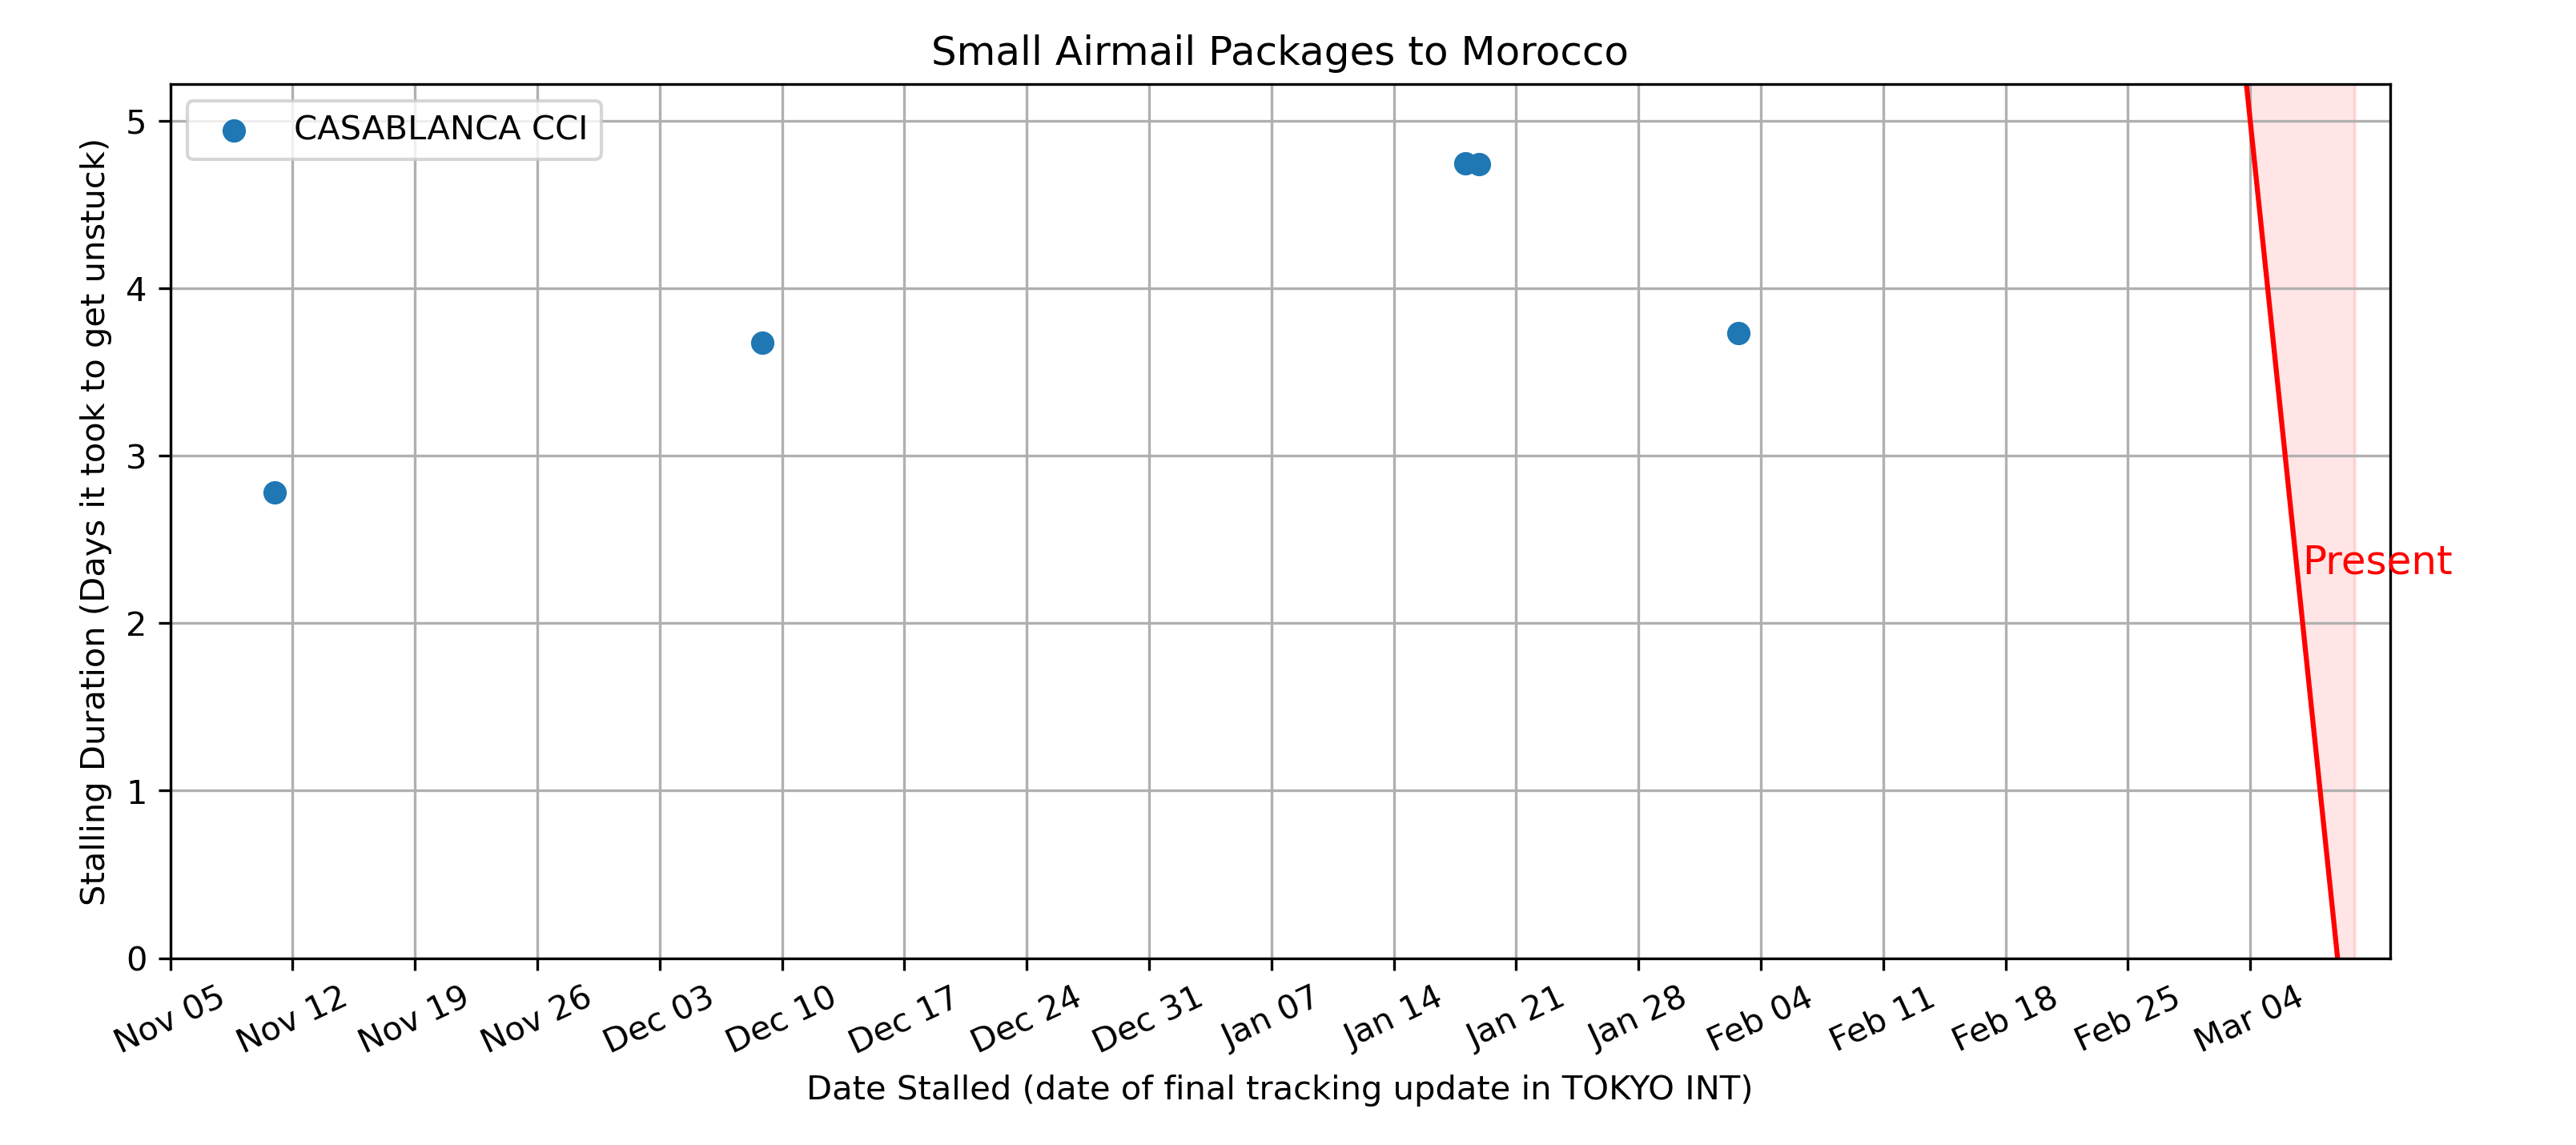 Small Airmail Packages to Morocco
CASABLANCA CCI
Stalling Duration (Days it took to get unstuck)
5
4
3
2
1
0
Present
Nov 05
Nov 12
Nov 19
Nov 26
Dec 03
Dec 10
Dec 17
Dec 24
Dec 31
Jan 07
Jan 14
Jan 21
Jan 28
Feb 04
Feb 11
Feb 18
Feb 25
Mar 04
Date Stalled (date of final tracking update in TOKYO INT)